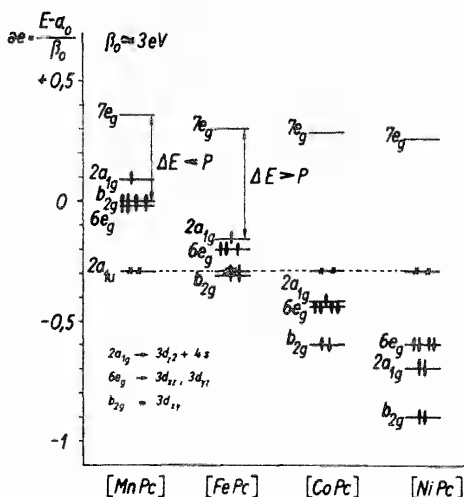 æ = E-α₀ / β₀
β₀ ≃ 3 eV
+0,5
0
-0,5
-1
7e_g
2a_1g
b_2g
6e_g
2a_1u
ΔE ≪ P
7e_g
ΔE > P
2a_1g
6e_g
b_2g
7e_g
2a_1g
6e_g
b_2g
7e_g
6e_g
2a_1g
b_2g
2a_1g → 3d_z2 + 4s
6e_g → 3d_xz, 3d_yz
b_2g = 3d_xy
[MnPc]
[FePc]
[CoPc]
[NiPc]